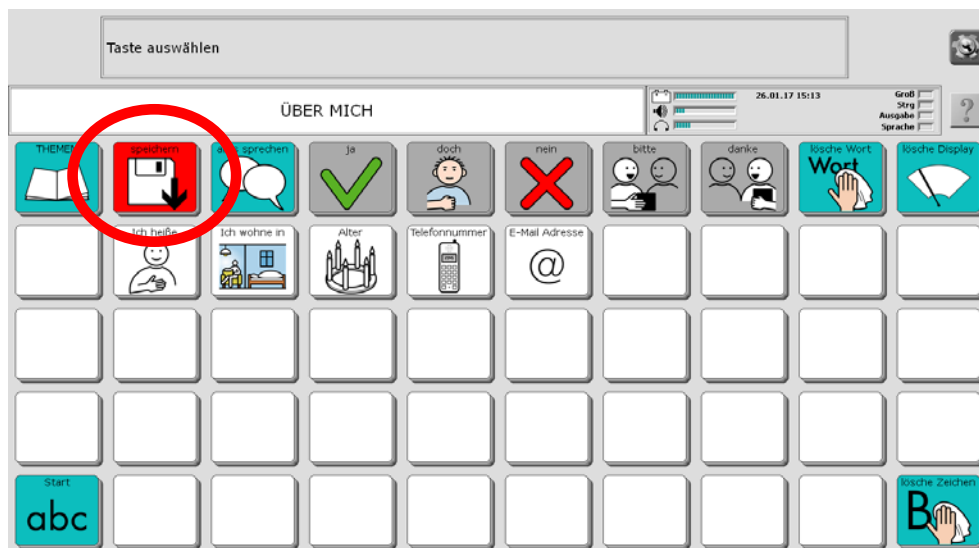 Taste auswählen
ÜBER MICH
26.01.17 15:13
Groß
Strg
Ausgabe
Sprache
?
THEMEN
speichern
alles sprechen
ja
doch
nein
bitte
danke
lösche Wort
Wort
lösche Display
Ich heiße
Ich wohne in
Alter
Telefonnummer
E-Mail Adresse
@
Start
abc
lösche Zeichen
B